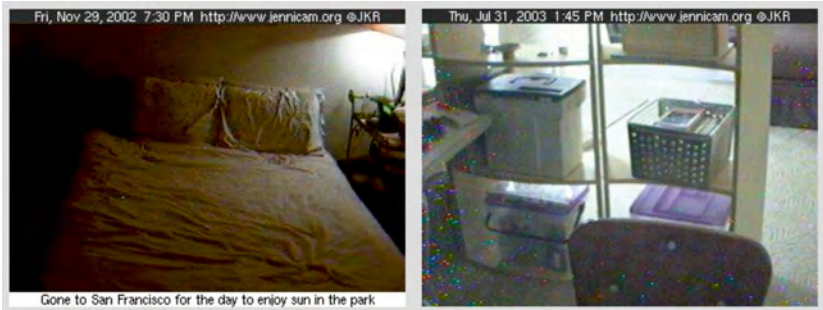 Fri, Nov 29, 2002 7:30 PM http://www.jennicam.org ©JKR
Gone to San Francisco for the day to enjoy sun in the park
Thu, Jul 31, 2003 1:45 PM http://www.jennicam.org ©JKR